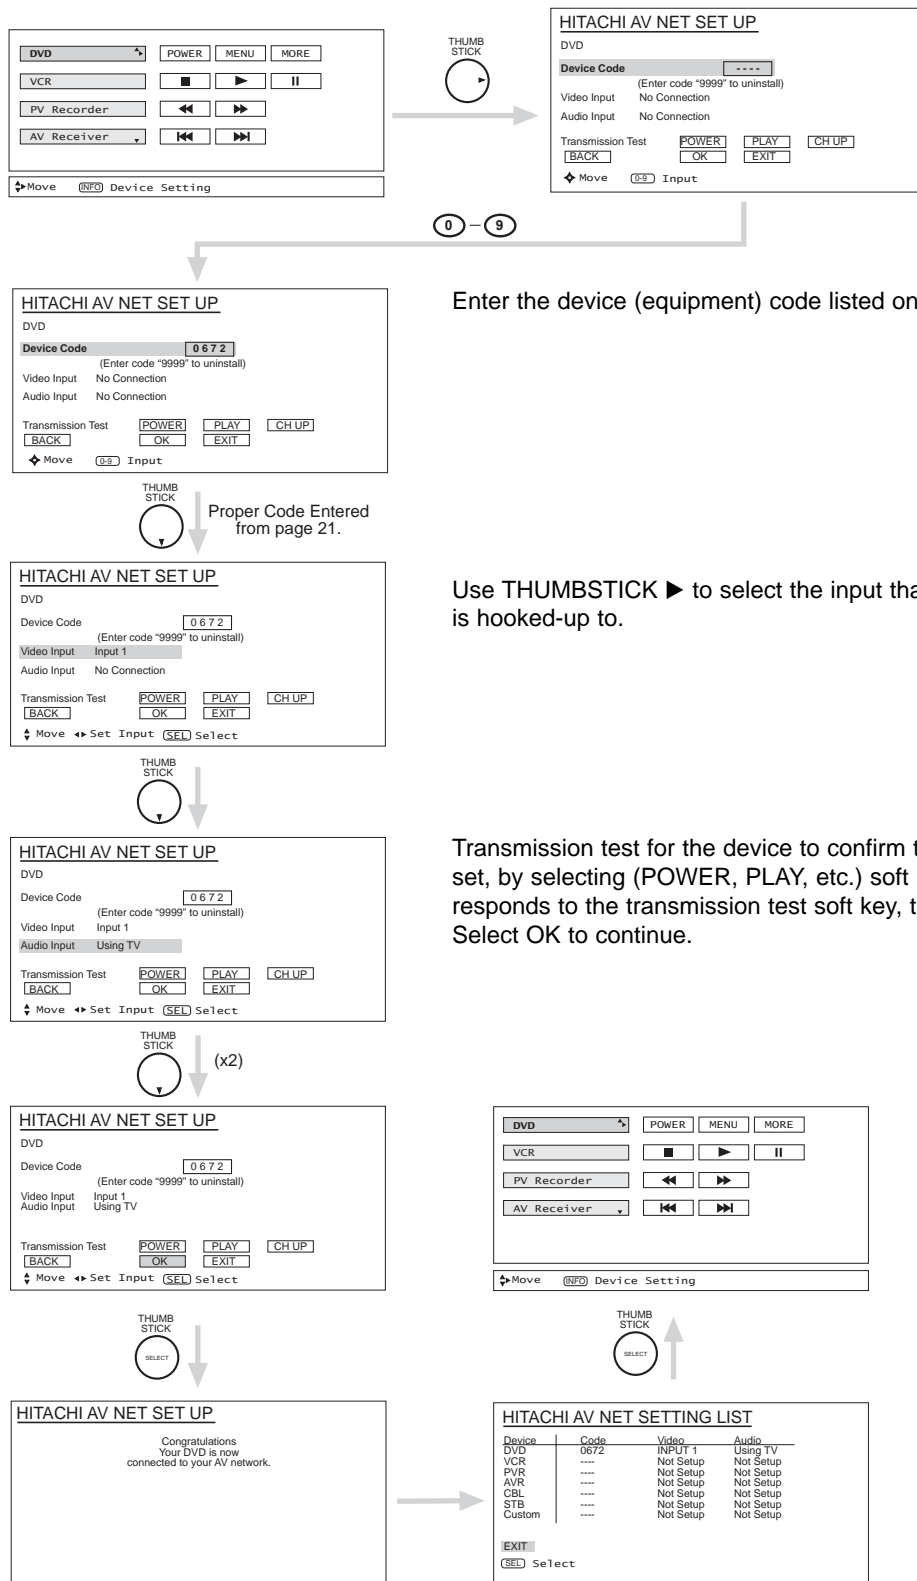 DVD POWER MENU MORE
VCR
PV Recorder
AV Receiver
Move INFO Device Setting
THUMB
STICK
HITACHI AV NET SET UP
DVD
Device Code - - - -
(Enter code “9999” to uninstall)
Video Input No Connection
Audio Input No Connection
Transmission Test POWER PLAY CH UP
BACK OK EXIT
Move 0-9 Input
0 – 9
HITACHI AV NET SET UP
DVD
Device Code 0 6 7 2
(Enter code “9999” to uninstall)
Video Input No Connection
Audio Input No Connection
Transmission Test POWER PLAY CH UP
BACK OK EXIT
Move 0-9 Input
Enter the device (equipment) code listed on
THUMB
STICK
Proper Code Entered
from page 21.
HITACHI AV NET SET UP
DVD
Device Code 0 6 7 2
(Enter code “9999” to uninstall)
Video Input Input 1
Audio Input No Connection
Transmission Test POWER PLAY CH UP
BACK OK EXIT
Move Set Input SEL Select
Use THUMBSTICK ▶ to select the input tha
is hooked-up to.
THUMB
STICK
HITACHI AV NET SET UP
DVD
Device Code 0 6 7 2
(Enter code “9999” to uninstall)
Video Input Input 1
Audio Input Using TV
Transmission Test POWER PLAY CH UP
BACK OK EXIT
Move Set Input SEL Select
Transmission test for the device to confirm t
set, by selecting (POWER, PLAY, etc.) soft
responds to the transmission test soft key, t
Select OK to continue.
THUMB
STICK
(x2)
HITACHI AV NET SET UP
DVD
Device Code 0 6 7 2
(Enter code “9999” to uninstall)
Video Input Input 1
Audio Input Using TV
Transmission Test POWER PLAY CH UP
BACK OK EXIT
Move Set Input SEL Select
THUMB
STICK
SELECT
HITACHI AV NET SET UP
Congratulations
Your DVD is now
connected to your AV network.
HITACHI AV NET SETTING LIST
Device Code Video Audio
DVD 0672 INPUT 1 Using TV
VCR ---- Not Setup Not Setup
PVR ---- Not Setup Not Setup
AVR ---- Not Setup Not Setup
CBL ---- Not Setup Not Setup
STB ---- Not Setup Not Setup
Custom ---- Not Setup Not Setup
EXIT
SEL Select
THUMB
STICK
SELECT
DVD POWER MENU MORE
VCR
PV Recorder
AV Receiver
Move INFO Device Setting